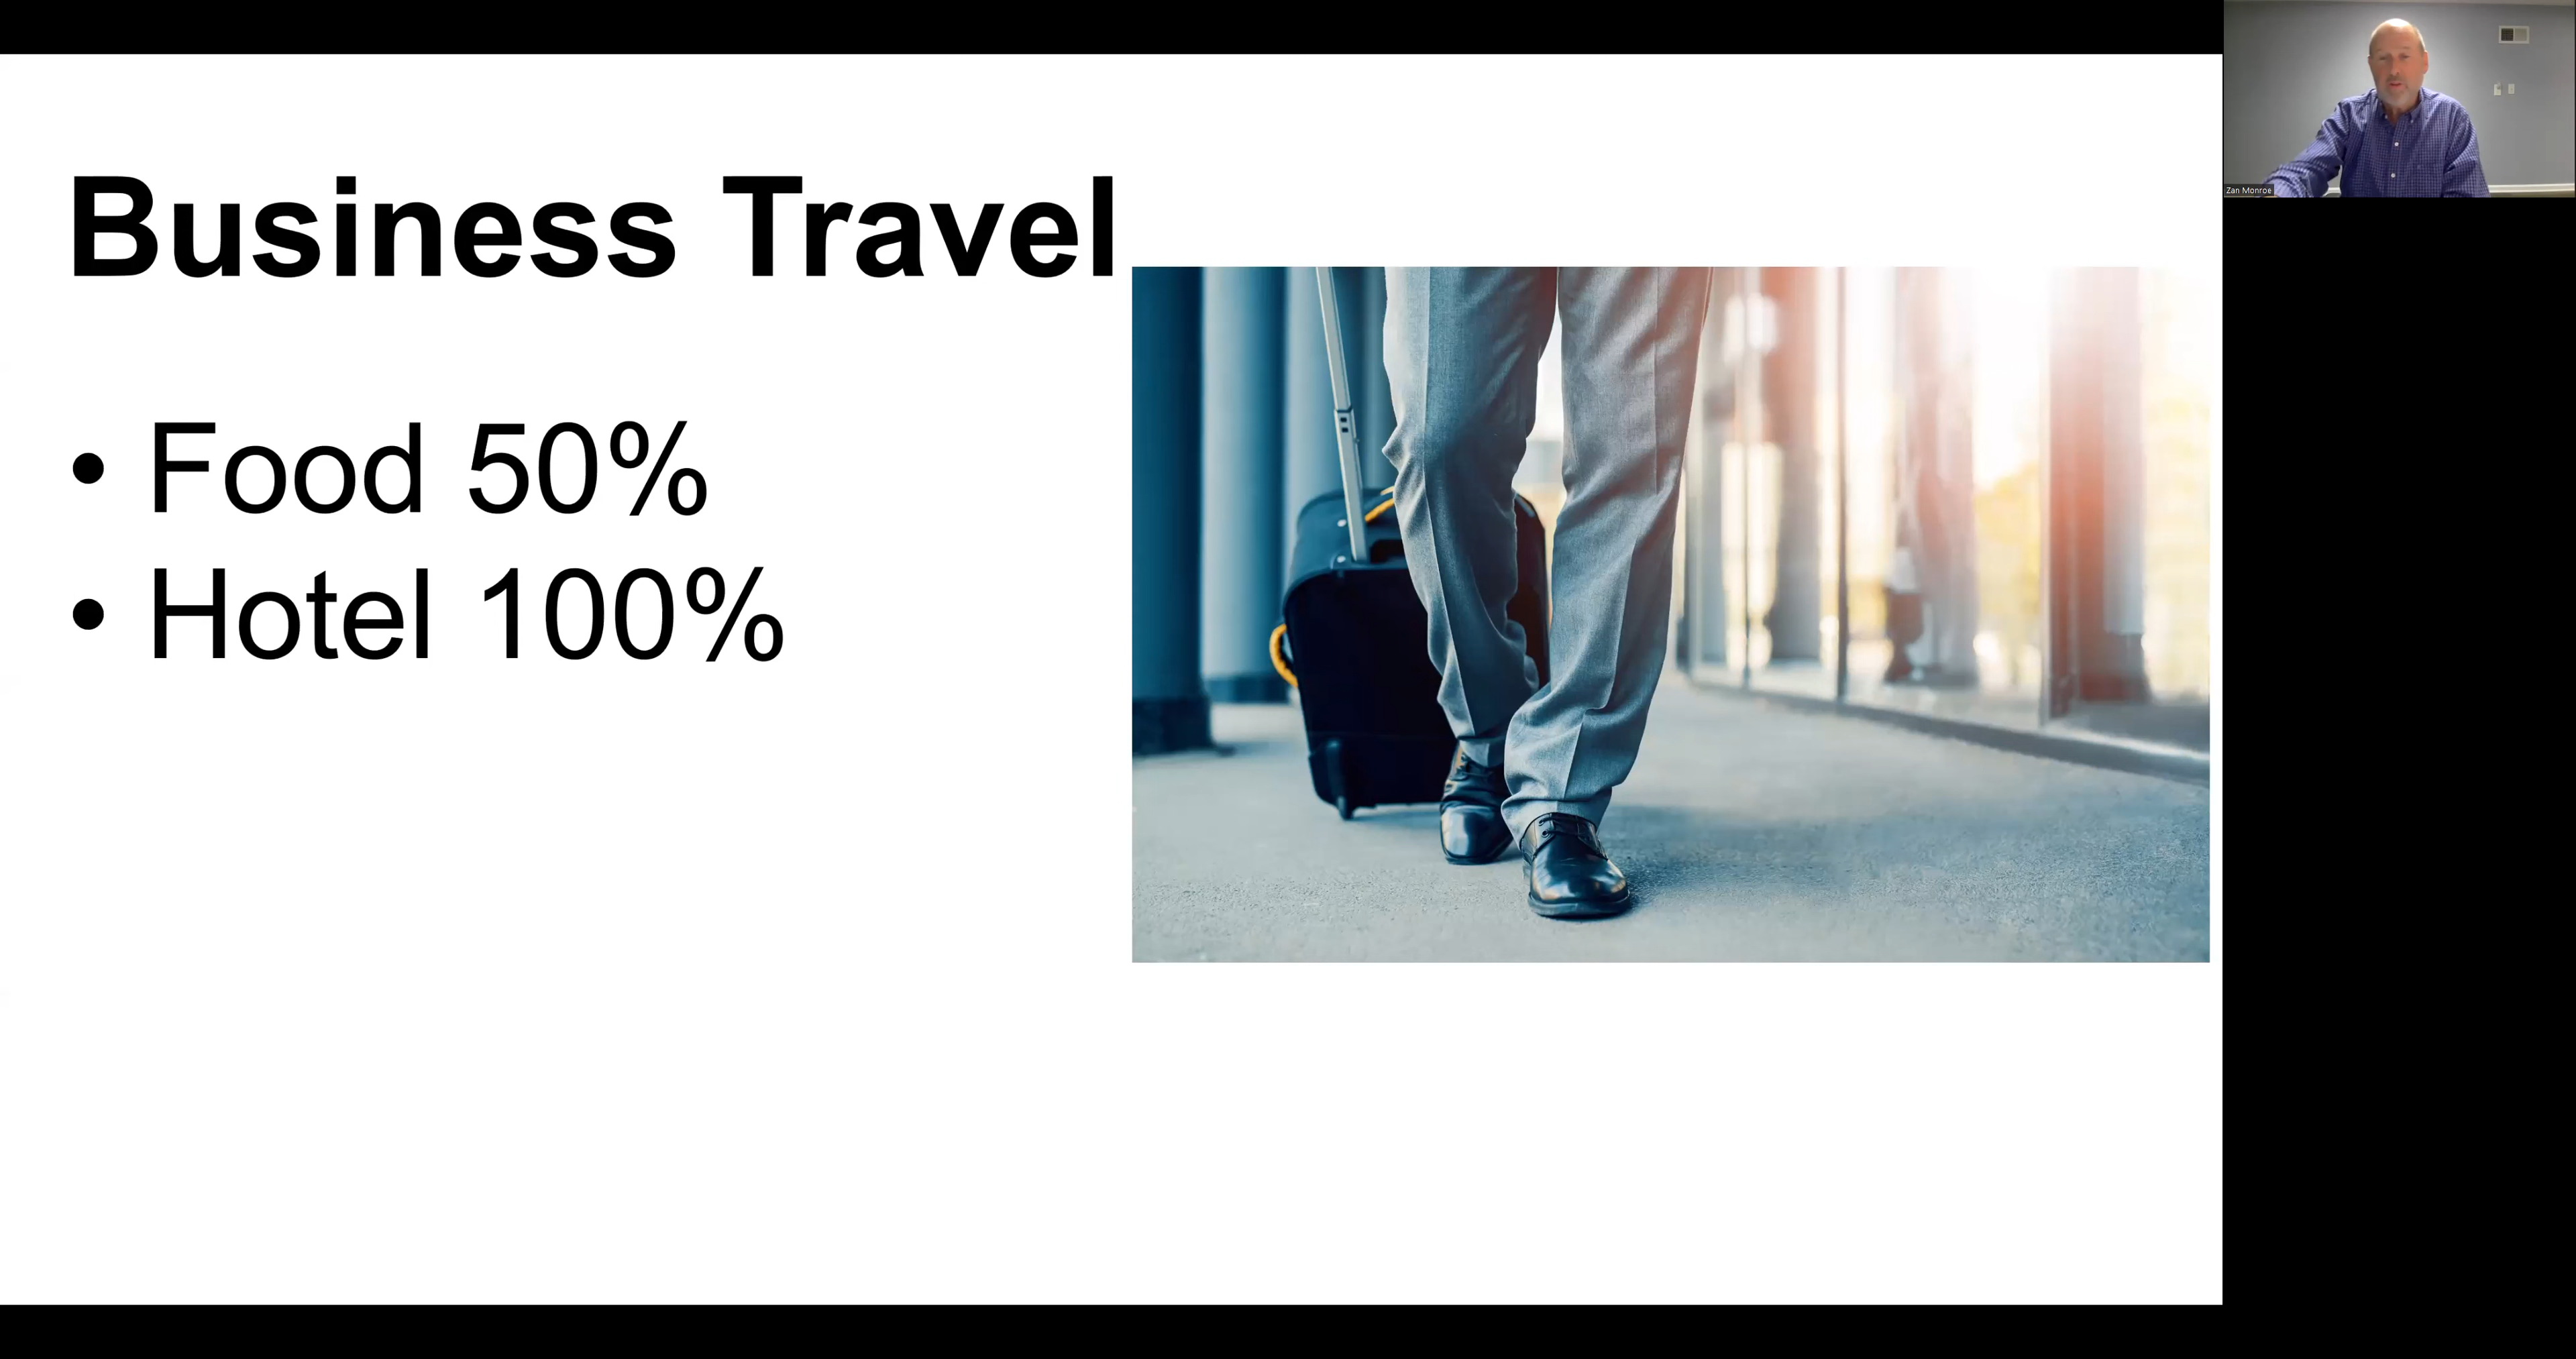 Business Travel
• Food 50%
• Hotel 100%
Zan Monroe